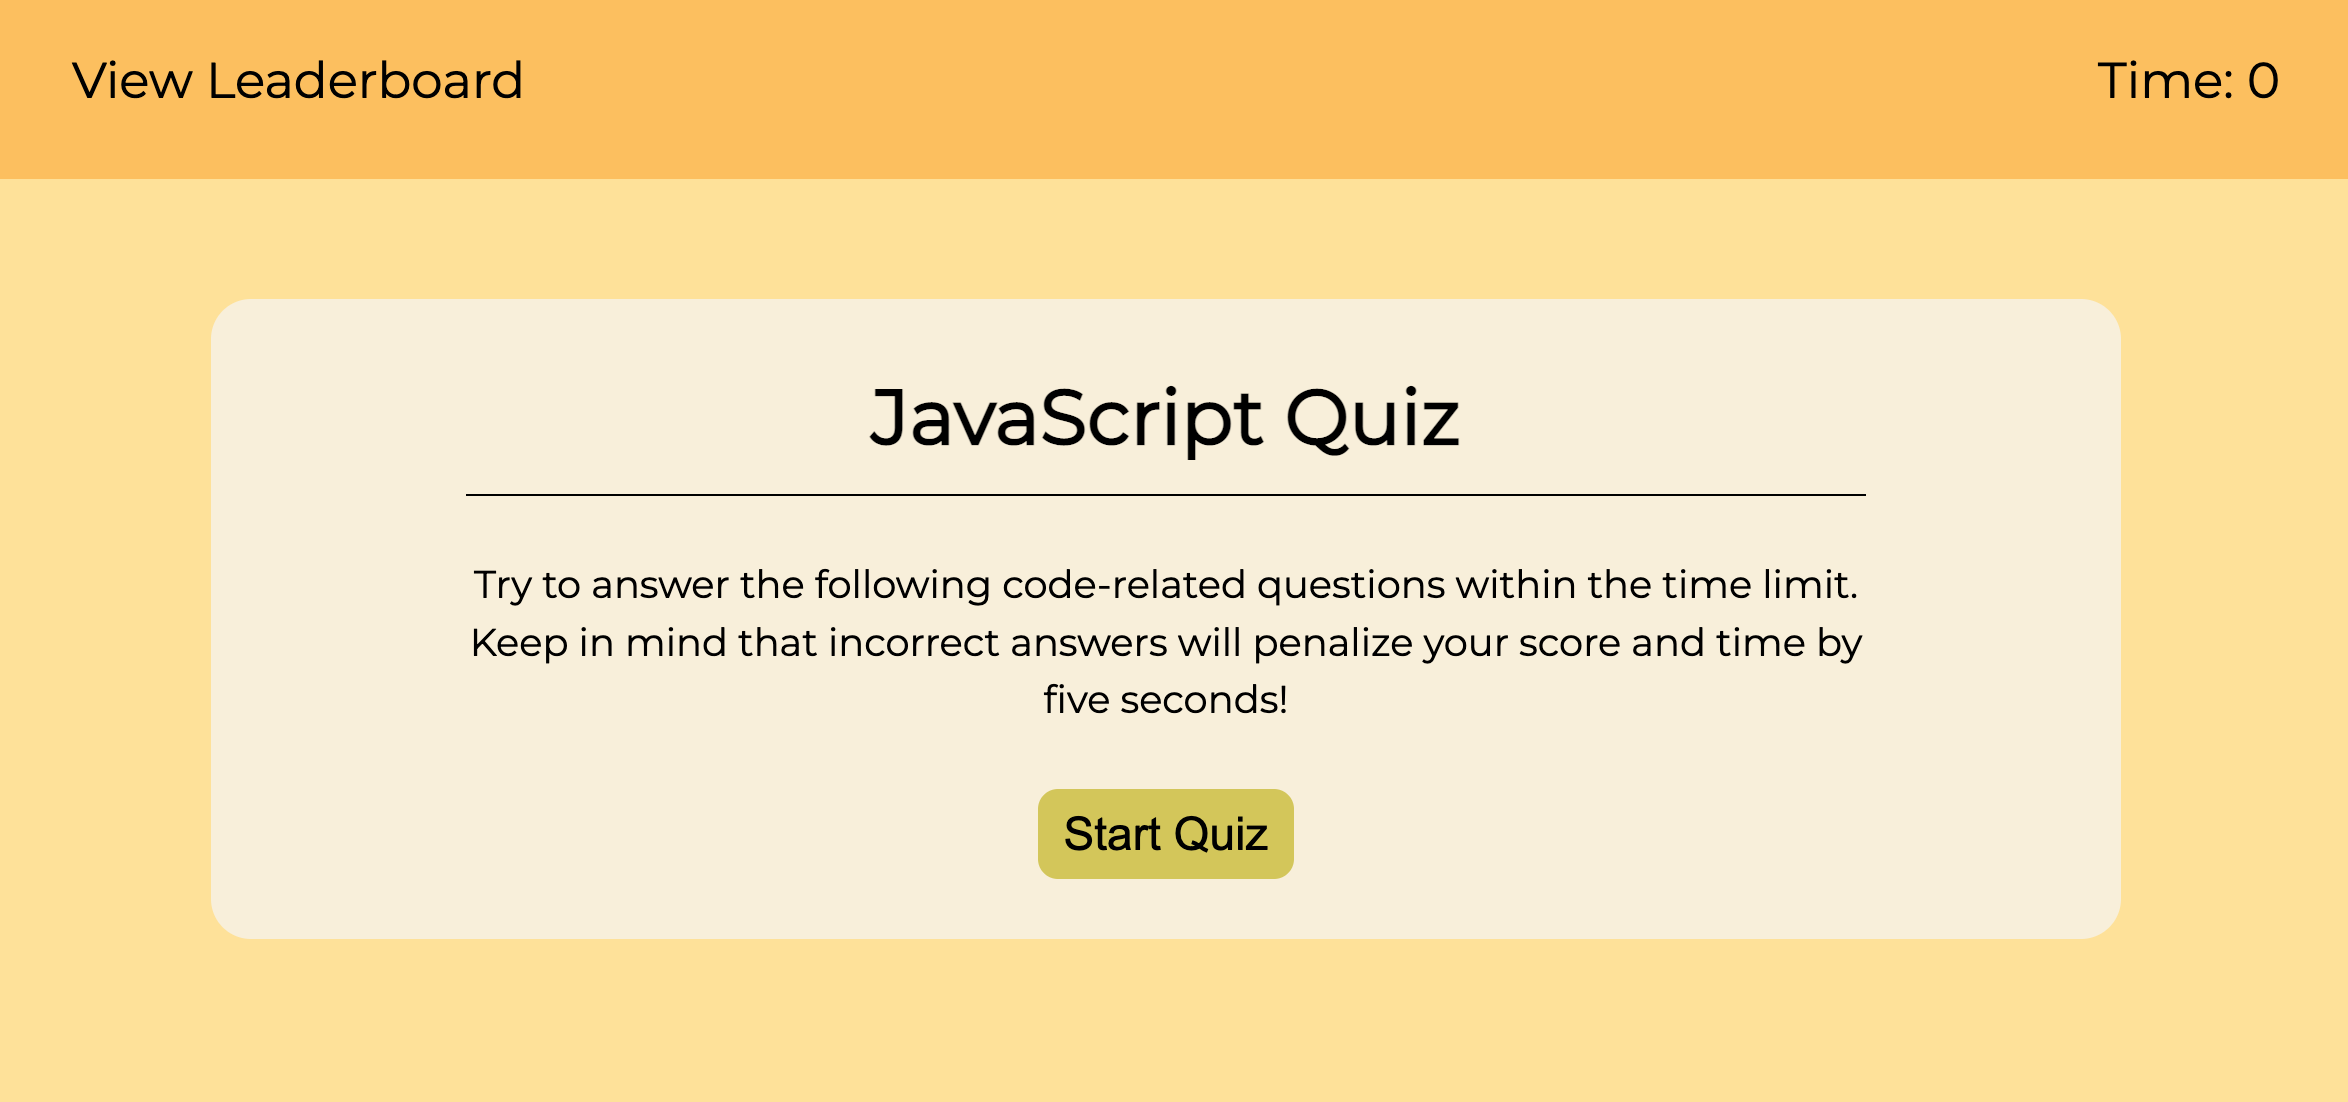 View Leaderboard
Time: 0
JavaScript Quiz
Try to answer the following code-related questions within the time limit.
Keep in mind that incorrect answers will penalize your score and time by
five seconds!
Start Quiz